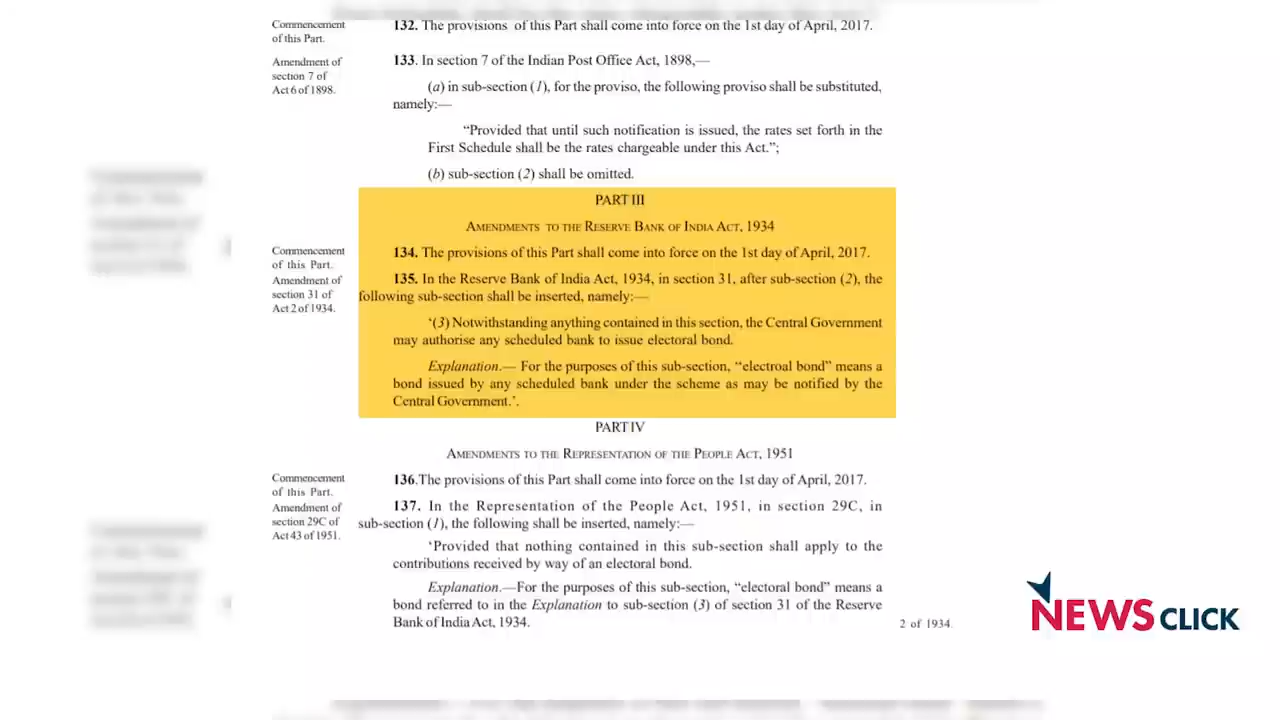 Commencement
of this Part.
132. The provisions of this Part shall come into force on the 1st day of April, 2017.
Amendment of
section 7 of
Act 6 of 1898.
133. In section 7 of the Indian Post Office Act, 1898,—
(a) in sub-section (1), for the proviso, the following proviso shall be substituted,
namely:—
“Provided that until such notification is issued, the rates set forth in the
First Schedule shall be the rates chargeable under this Act.”;
(b) sub-section (2) shall be omitted.
PART III
AMENDMENTS TO THE RESERVE BANK OF INDIA ACT, 1934
Commencement
of this Part.
134. The provisions of this Part shall come into force on the 1st day of April, 2017.
Amendment of
section 31 of
Act 2 of 1934.
135. In the Reserve Bank of India Act, 1934, in section 31, after sub-section (2), the
following sub-section shall be inserted, namely:—
‘(3) Notwithstanding anything contained in this section, the Central Government
may authorise any scheduled bank to issue electoral bond.
Explanation.— For the purposes of this sub-section, “electroal bond” means a
bond issued by any scheduled bank under the scheme as may be notified by the
Central Government.’.
PART IV
AMENDMENTS TO THE REPRESENTATION OF THE PEOPLE ACT, 1951
Commencement
of this Part.
136.The provisions of this Part shall come into force on the 1st day of April, 2017.
Amendment of
section 29C of
Act 43 of 1951.
137. In the Representation of the People Act, 1951, in section 29C, in
sub-section (1), the following shall be inserted, namely:—
‘Provided that nothing contained in this sub-section shall apply to the
contributions received by way of an electoral bond.
Explanation.—For the purposes of this sub-section, “electoral bond” means a
bond referred to in the Explanation to sub-section (3) of section 31 of the Reserve
Bank of India Act, 1934.
2 of 1934.
NEWS CLICK